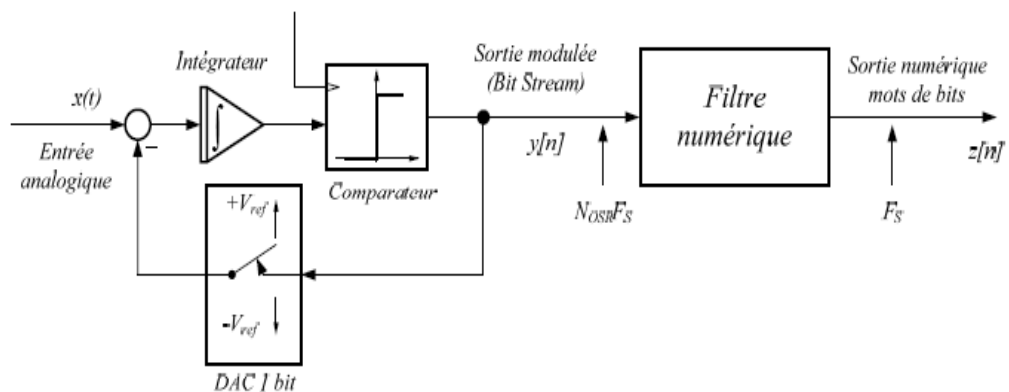 Intégrateur
x(t)
Entrée
analogique
−
∫
Comparateur
+Vref
-Vref
DAC 1 bit
Sortie modulée
(Bit Stream)
y[n]
NOSRFS
Filtre
numérique
Sortie numérique
mots de bits
FS
z[n]